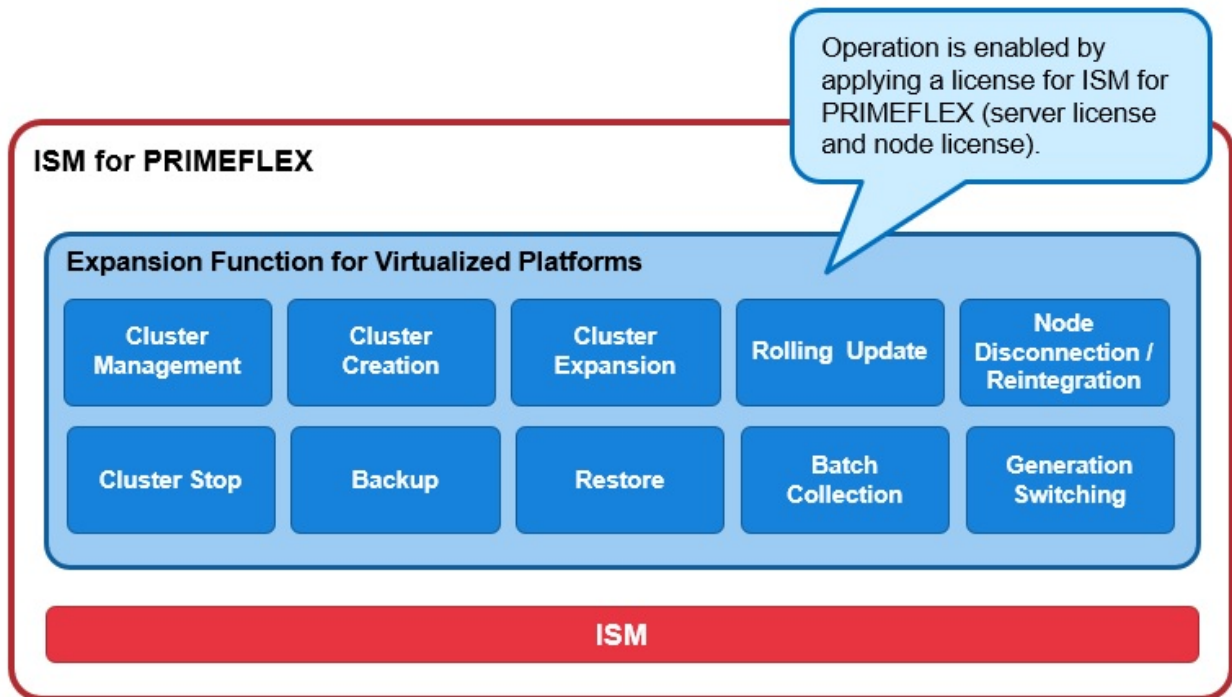 Operation is enabled by
applying a license for ISM for
PRIMEFLEX (server license
and node license).
ISM for PRIMEFLEX
Expansion Function for Virtualized Platforms
Cluster
Management
Cluster
Creation
Cluster
Expansion
Rolling Update
Node
Disconnection /
Reintegration
Cluster Stop
Backup
Restore
Batch
Collection
Generation
Switching
ISM